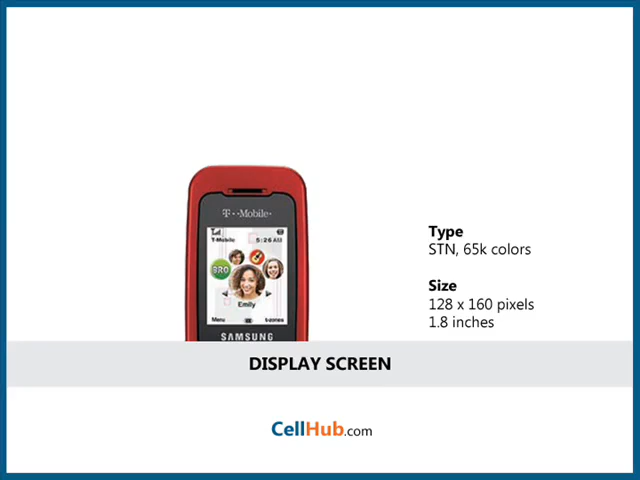 T··Mobile·
T-Mobile 5:26 AM
BRO
Emily
Menu t-zones
SAMSUNG
Type
STN, 65k colors
Size
128 x 160 pixels
1.8 inches
DISPLAY SCREEN
CellHub.com